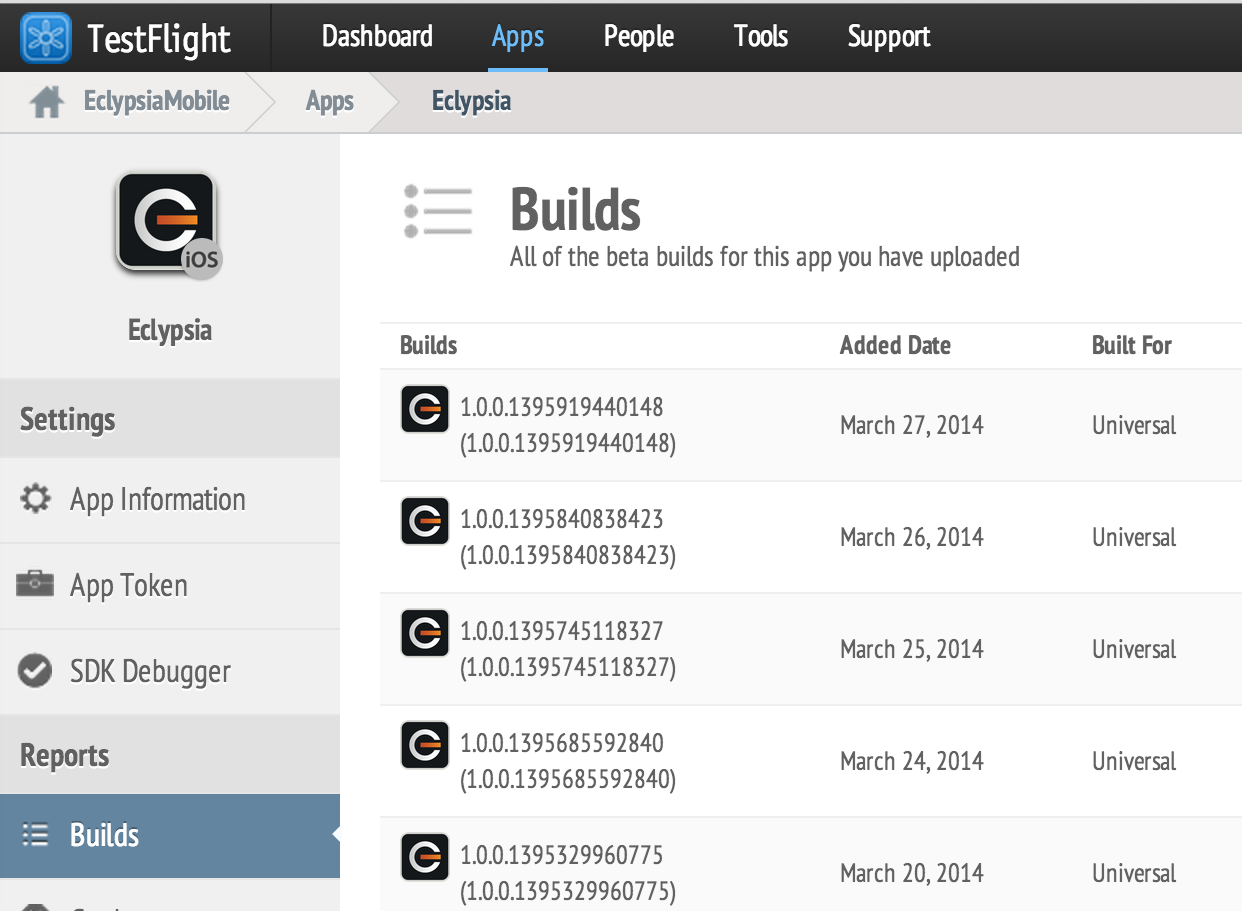 TestFlight Dashboard Apps People Tools Support
EclypsiaMobile Apps Eclypsia
iOS
Eclypsia
Settings
App Information
App Token
SDK Debugger
Reports
Builds
Builds
All of the beta builds for this app you have uploaded
Builds Added Date Built For
1.0.0.1395919440148
(1.0.0.1395919440148)
March 27, 2014 Universal
1.0.0.1395840838423
(1.0.0.1395840838423)
March 26, 2014 Universal
1.0.0.1395745118327
(1.0.0.1395745118327)
March 25, 2014 Universal
1.0.0.1395685592840
(1.0.0.1395685592840)
March 24, 2014 Universal
1.0.0.1395329960775
(1.0.0.1395329960775)
March 20, 2014 Universal